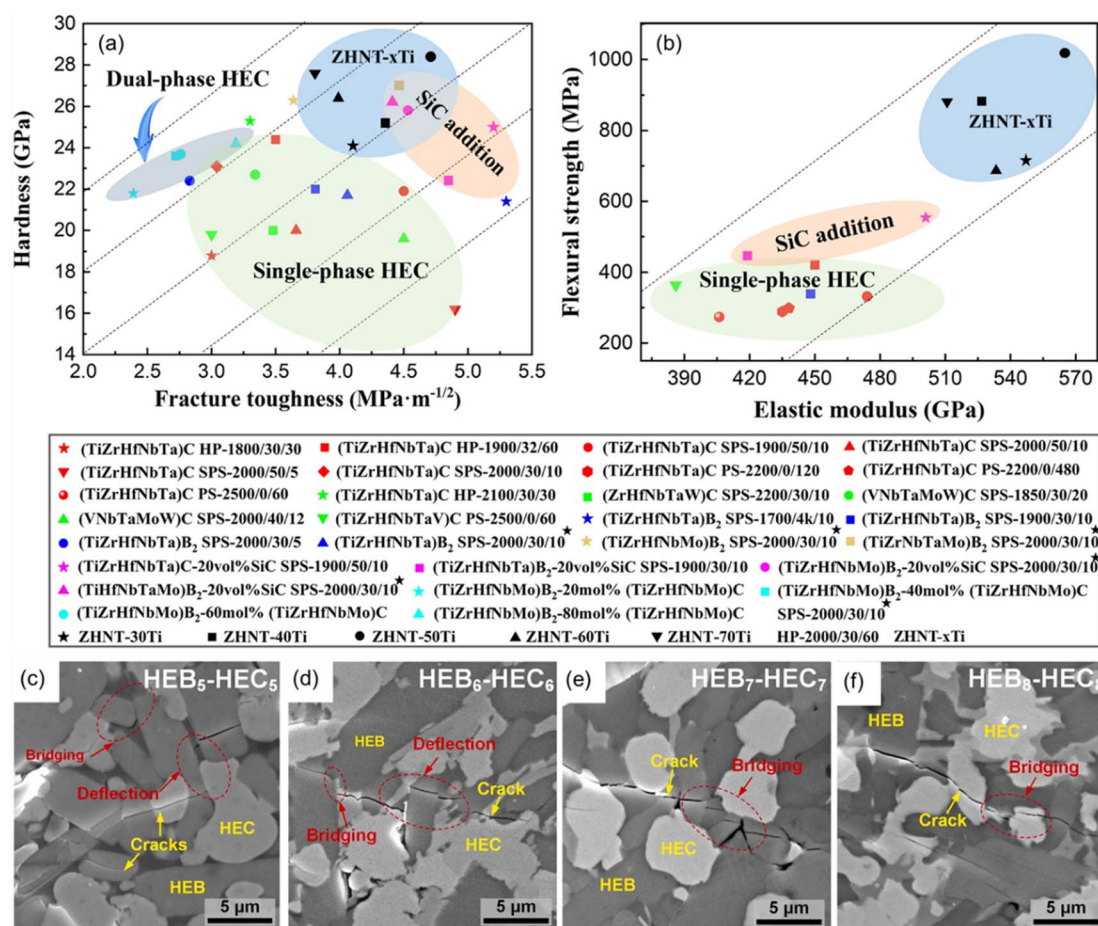 (a)
ZHNT-xTi
Dual-phase HEC
SiC addition
Single-phase HEC
Hardness (GPa)
30
28
26
24
22
20
18
16
14
2.0 2.5 3.0 3.5 4.0 4.5 5.0 5.5
Fracture toughness (MPa·m-1/2)
(b)
ZHNT-xTi
SiC addition
Single-phase HEC
Flexural strength (MPa)
1000
800
600
400
200
390 420 450 480 510 540 570
Elastic modulus (GPa)
(TiZrHfNbTa)C HP-1800/30/30 (TiZrHfNbTa)C HP-1900/32/60 (TiZrHfNbTa)C SPS-1900/50/10 (TiZrHfNbTa)C SPS-2000/50/10
(TiZrHfNbTa)C SPS-2000/50/5 (TiZrHfNbTa)C SPS-2000/30/10 (TiZrHfNbTa)C PS-2200/0/120 (TiZrHfNbTa)C PS-2200/0/480
(TiZrHfNbTa)C PS-2500/0/60 (TiZrHfNbTa)C HP-2100/30/30 (ZrHfNbTaW)C SPS-2200/30/10 (VNbTaMoW)C SPS-1850/30/20
(VNbTaMoW)C SPS-2000/40/12 (TiZrHfNbTaV)C PS-2500/0/60 (TiZrHfNbTa)B2 SPS-1700/4k/10 (TiZrHfNbTa)B2 SPS-1900/30/10
(TiZrHfNbTa)B2 SPS-2000/30/5 (TiZrHfNbTa)B2 SPS-2000/30/10★ (TiZrHfNbMo)B2 SPS-2000/30/10★ (TiZrNbTaMo)B2 SPS-2000/30/10★
(TiZrHfNbTa)C-20vol%SiC SPS-1900/50/10 (TiZrHfNbTa)B2-20vol%SiC SPS-1900/30/10 (TiZrHfNbMo)B2-20vol%SiC SPS-2000/30/10★
(TiHfNbTaMo)B2-20vol%SiC SPS-2000/30/10★ (TiZrHfNbMo)B2-20mol% (TiZrHfNbMo)C (TiZrHfNbMo)B2-40mol% (TiZrHfNbMo)C
(TiZrHfNbMo)B2-60mol% (TiZrHfNbMo)C (TiZrHfNbMo)B2-80mol% (TiZrHfNbMo)C SPS-2000/30/10★
ZHNT-30Ti ZHNT-40Ti ZHNT-50Ti ZHNT-60Ti ZHNT-70Ti HP-2000/30/60 ZHNT-xTi
(c)
HEB5-HEC5
Bridging
Deflection
HEC
Cracks
HEB
5 μm
(d)
HEB6-HEC6
HEB
Deflection
Crack
Bridging
HEC
5 μm
(e)
HEB7-HEC7
Crack
Bridging
HEC
HEB
5 μm
(f)
HEB8-HEC
HEB
HEC
Bridging
Crack
5 μm